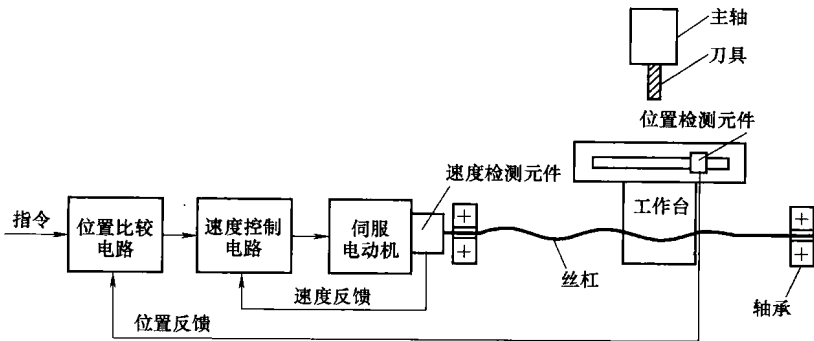 主轴
刀具
位置检测元件
速度检测元件
工作台
指令
位置比较
电路
速度控制
电路
伺服
电动机
丝杠
轴承
速度反馈
位置反馈